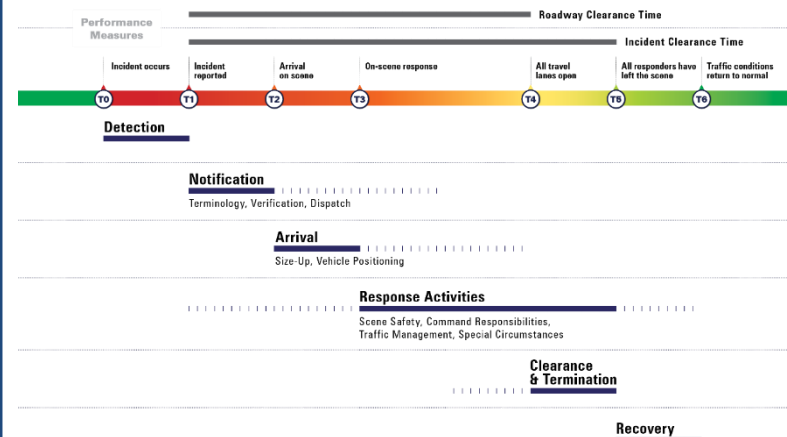 Roadway Clearance Time
Performance
Measures
Incident Clearance Time
Incident occurs
Incident
reported
Arrival
on scene
On-scene response
All travel
lanes open
All responders have
left the scene
Traffic conditions
return to normal
T0
T1
T2
T3
T4
T5
T6
Detection
Notification
Terminology, Verification, Dispatch
Arrival
Size-Up, Vehicle Positioning
Response Activities
Scene Safety, Command Responsibilities,
Traffic Management, Special Circumstances
Clearance
& Termination
Recovery